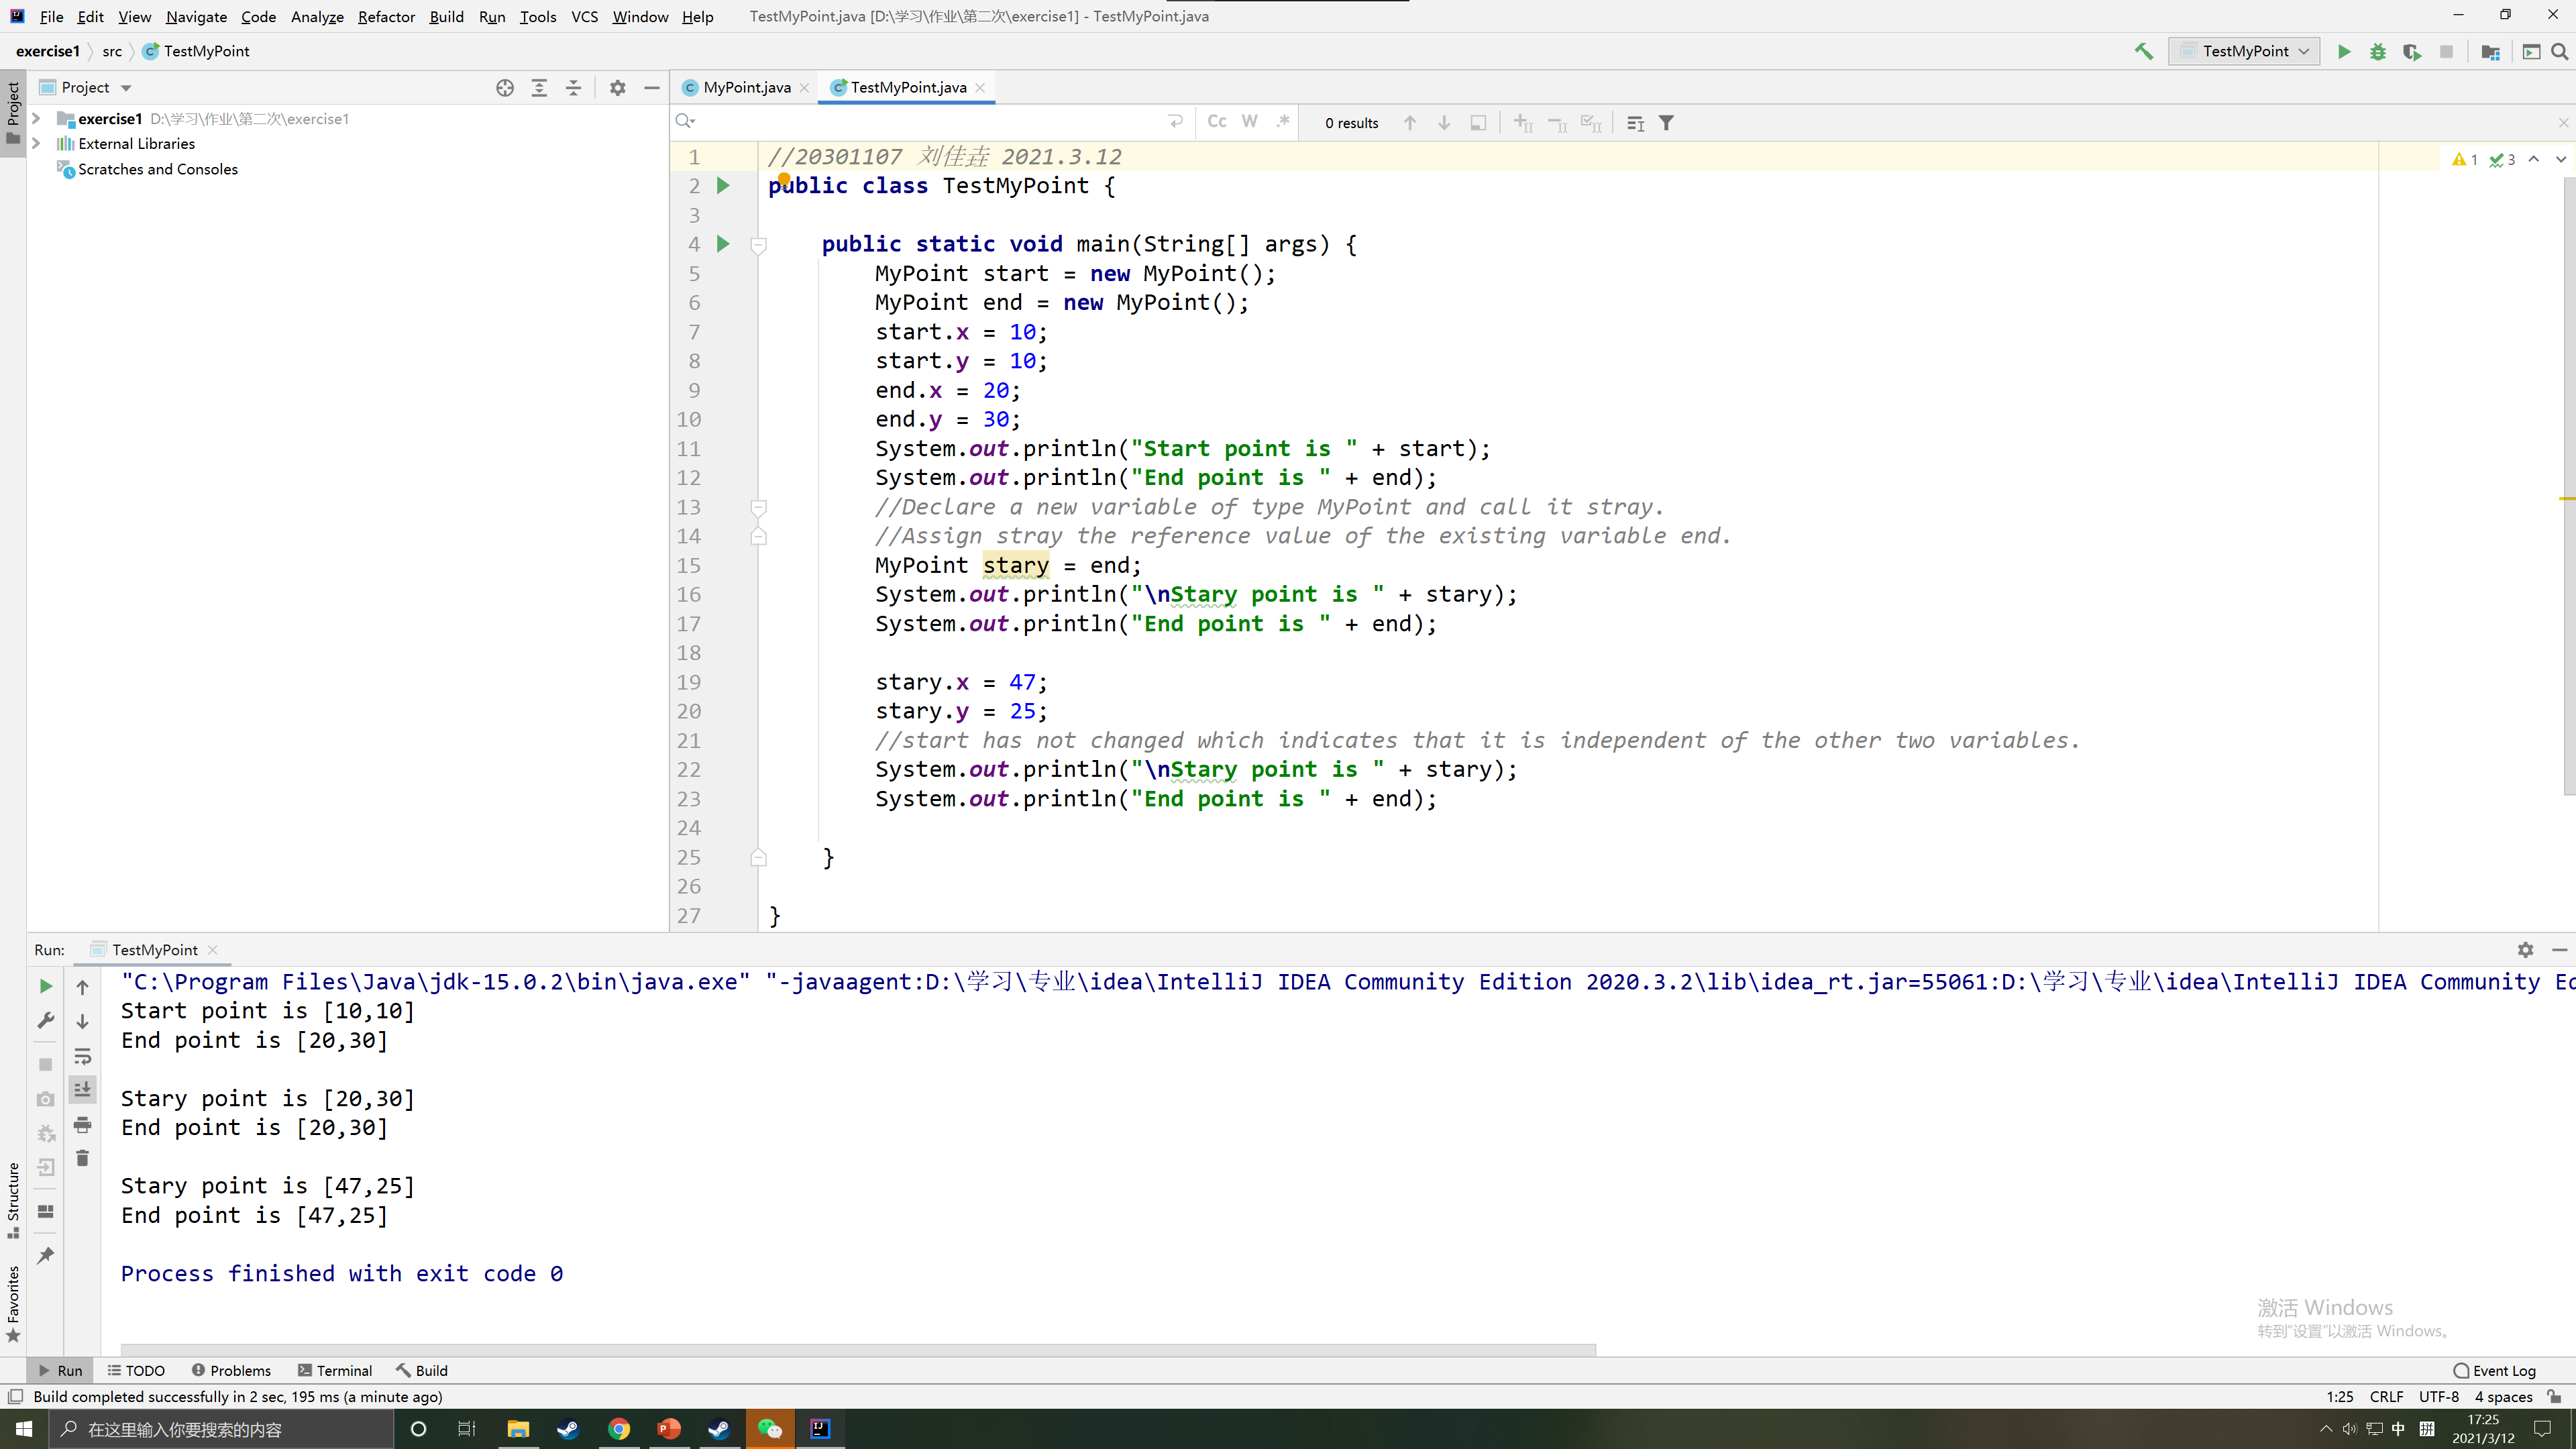 File Edit View Navigate Code Analyze Refactor Build Run Tools VCS Window Help TestMyPoint.java [D:\学习\作业\第二次\exercise1] - TestMyPoint.java
exercise1 src TestMyPoint TestMyPoint
Project
Project
MyPoint.java TestMyPoint.java
exercise1 D:\学习\作业\第二次\exercise1
External Libraries
Scratches and Consoles
Cc W .* 0 results
1 3
1 //20301107 刘佳垚 2021.3.12
2 public class TestMyPoint {
3
4 public static void main(String[] args) {
5 MyPoint start = new MyPoint();
6 MyPoint end = new MyPoint();
7 start.x = 10;
8 start.y = 10;
9 end.x = 20;
10 end.y = 30;
11 System.out.println("Start point is " + start);
12 System.out.println("End point is " + end);
13 //Declare a new variable of type MyPoint and call it stray.
14 //Assign stray the reference value of the existing variable end.
15 MyPoint stary = end;
16 System.out.println("\nStary point is " + stary);
17 System.out.println("End point is " + end);
18
19 stary.x = 47;
20 stary.y = 25;
21 //start has not changed which indicates that it is independent of the other two variables.
22 System.out.println("\nStary point is " + stary);
23 System.out.println("End point is " + end);
24
25 }
26
27 }
Run: TestMyPoint
"C:\Program Files\Java\jdk-15.0.2\bin\java.exe" "-javaagent:D:\学习\专业\idea\IntelliJ IDEA Community Edition 2020.3.2\lib\idea_rt.jar=55061:D:\学习\专业\idea\IntelliJ IDEA Community Ed
Start point is [10,10]
End point is [20,30]
Stary point is [20,30]
End point is [20,30]
Stary point is [47,25]
End point is [47,25]
Process finished with exit code 0
Structure
Favorites
激活 Windows
转到"设置"以激活 Windows。
Run TODO Problems Terminal Build Event Log
Build completed successfully in 2 sec, 195 ms (a minute ago) 1:25 CRLF UTF-8 4 spaces
在这里输入你要搜索的内容
中 拼 17:25
2021/3/12